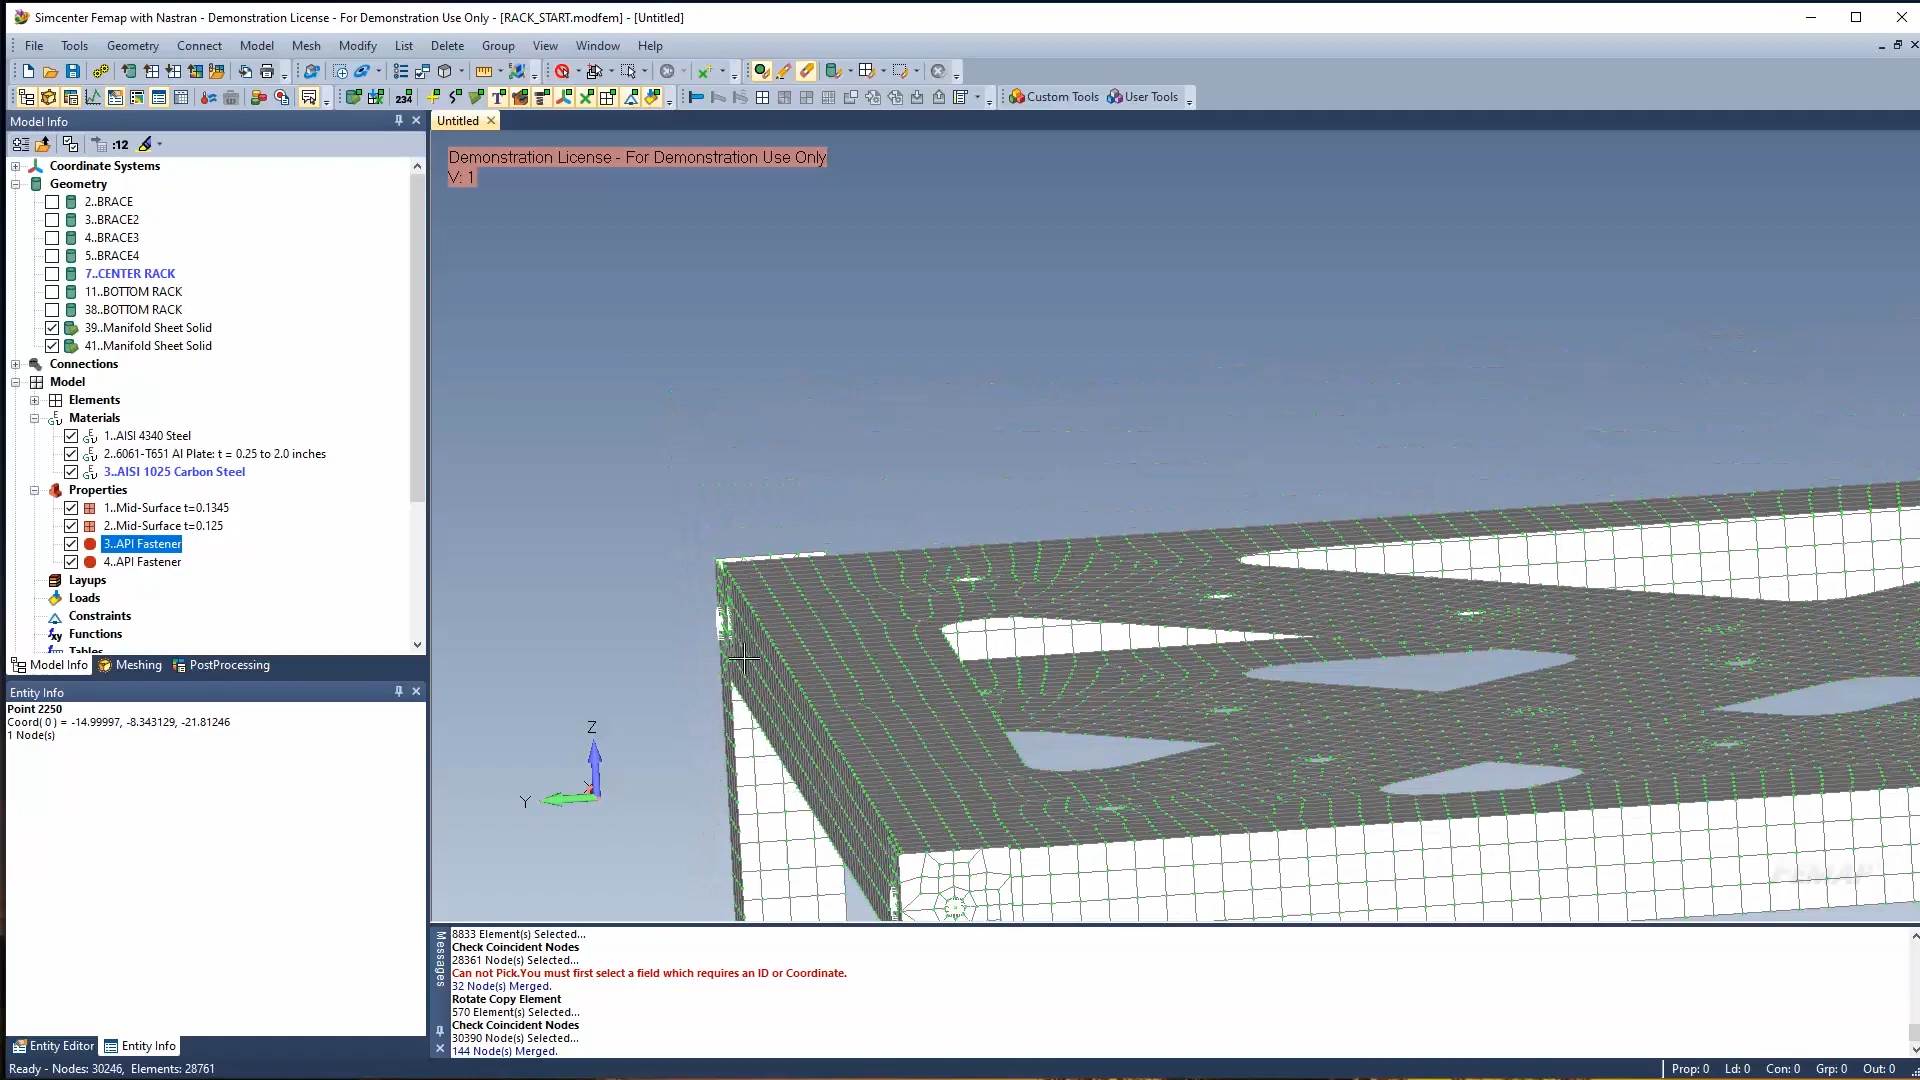 Simcenter Femap with Nastran - Demonstration License - For Demonstration Use Only - [RACK_START.modfem] - [Untitled]
File Tools Geometry Connect Model Mesh Modify List Delete Group View Window Help
234
Custom Tools User Tools
Model Info
Untitled
:12
Demonstration License - For Demonstration Use Only
V: 1
Coordinate Systems
Geometry
2..BRACE
3..BRACE2
4..BRACE3
5..BRACE4
7..CENTER RACK
11..BOTTOM RACK
38..BOTTOM RACK
39..Manifold Sheet Solid
41..Manifold Sheet Solid
Connections
Model
Elements
Materials
1..AISI 4340 Steel
2..6061-T651 Al Plate: t = 0.25 to 2.0 inches
3..AISI 1025 Carbon Steel
Properties
1..Mid-Surface t=0.1345
2..Mid-Surface t=0.125
3..API Fastener
4..API Fastener
Layups
Loads
Constraints
Functions
Tables
Model Info Meshing PostProcessing
Entity Info
Point 2250
Coord( 0 ) = -14.99997, -8.343129, -21.81246
1 Node(s)
Z
Y
X
Messages
8833 Element(s) Selected...
Check Coincident Nodes
28361 Node(s) Selected...
Can not Pick.You must first select a field which requires an ID or Coordinate.
32 Node(s) Merged.
Rotate Copy Element
570 Element(s) Selected...
Check Coincident Nodes
30390 Node(s) Selected...
144 Node(s) Merged.
Entity Editor Entity Info
Ready - Nodes: 30246, Elements: 28761
Prop: 0 Ld: 0 Con: 0 Grp: 0 Out: 0